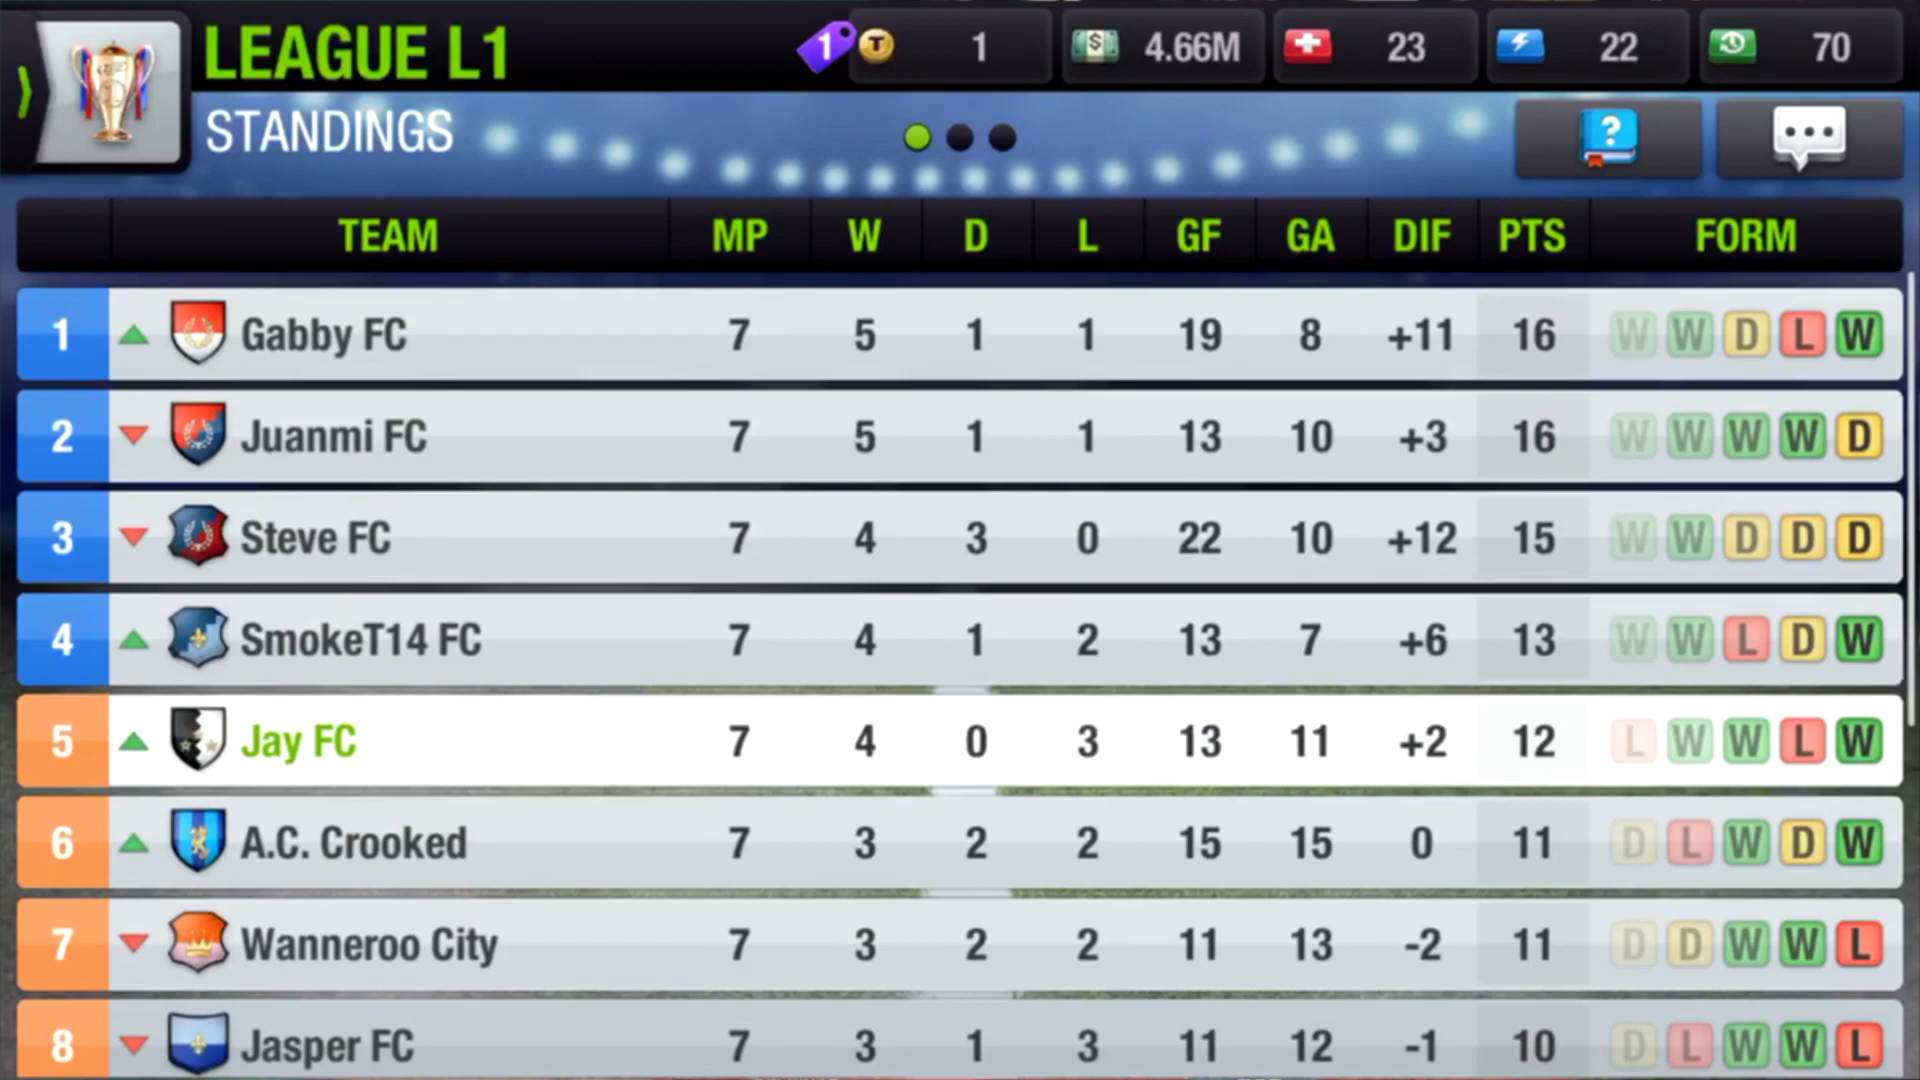 LEAGUE L1 1 T 1 $ 4.66M 23 22 70
STANDINGS ?
TEAM MP W D L GF GA DIF PTS FORM
1 Gabby FC 7 5 1 1 19 8 +11 16 W W D L W
2 Juanmi FC 7 5 1 1 13 10 +3 16 W W W W D
3 Steve FC 7 4 3 0 22 10 +12 15 W W D D D
4 SmokeT14 FC 7 4 1 2 13 7 +6 13 W W L D W
5 Jay FC 7 4 0 3 13 11 +2 12 L W W L W
6 A.C. Crooked 7 3 2 2 15 15 0 11 D L W D W
7 Wanneroo City 7 3 2 2 11 13 -2 11 D D W W L
8 Jasper FC 7 3 1 3 11 12 -1 10 D L W W L